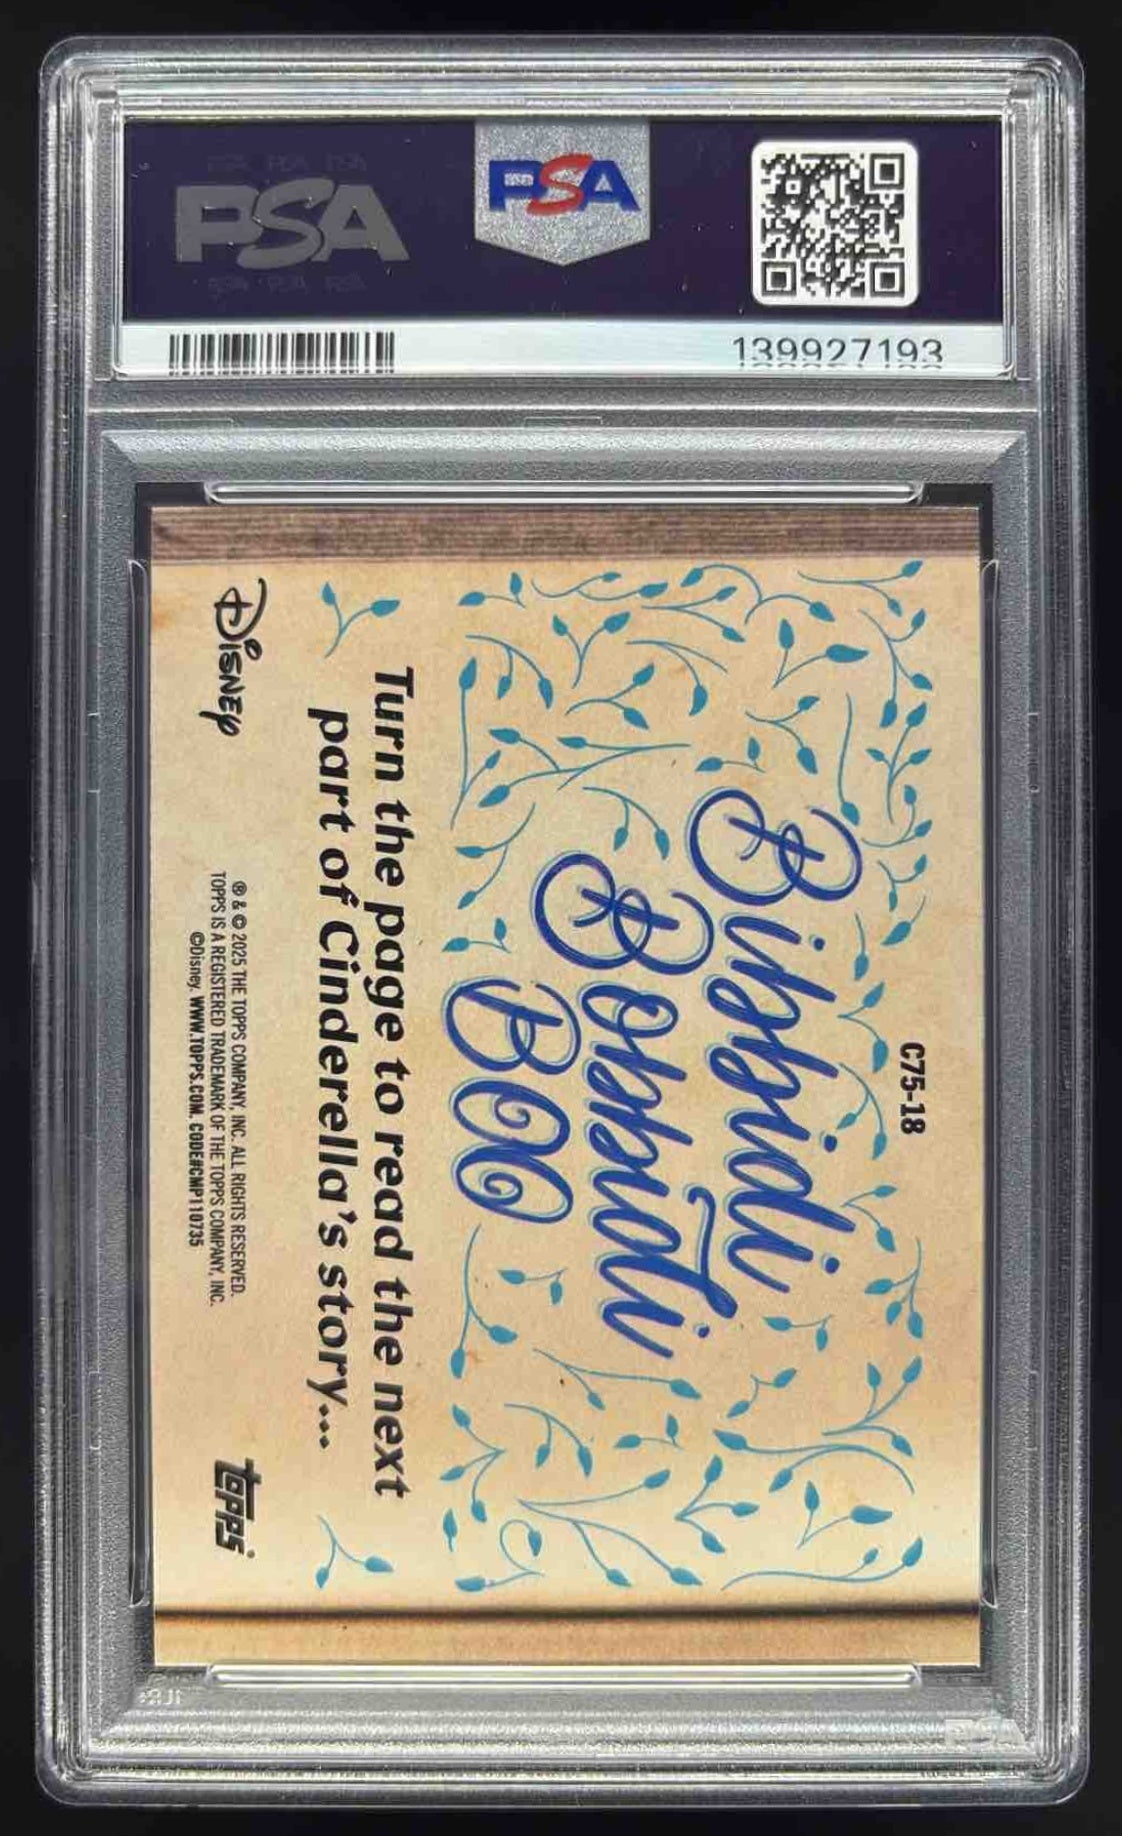 PSA
PSA
139927193
C75-18
Bibbidi
Bobbidi
BOO
Turn the page to read the next
part of Cinderella's story...
Disney
® & © 2025 THE TOPPS COMPANY, INC. ALL RIGHTS RESERVED.
TOPPS IS A REGISTERED TRADEMARK OF THE TOPPS COMPANY, INC.
©Disney. WWW.TOPPS.COM. CODE#CMP110735
TOPPS
PSA